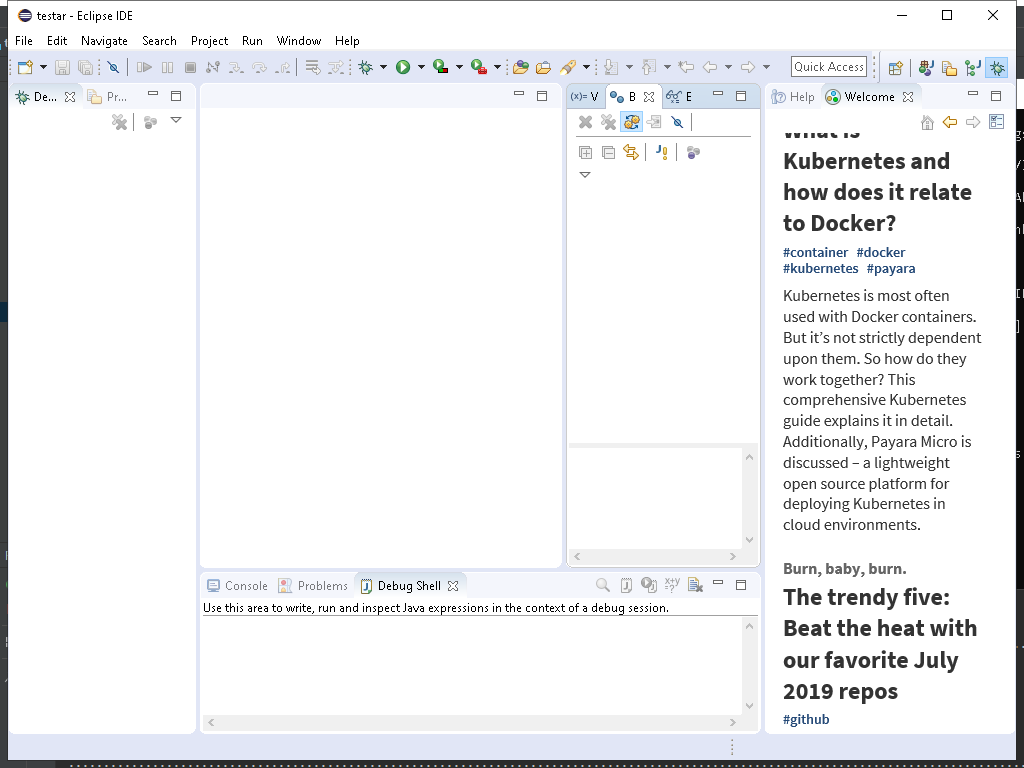 testar - Eclipse IDE
File Edit Navigate Search Project Run Window Help
Quick Access
De... Pr...
(x)= V B E
Help Welcome
What is
Kubernetes and
how does it relate
to Docker?
#container #docker
#kubernetes #payara
Kubernetes is most often
used with Docker containers.
But it’s not strictly dependent
upon them. So how do they
work together? This
comprehensive Kubernetes
guide explains it in detail.
Additionally, Payara Micro is
discussed – a lightweight
open source platform for
deploying Kubernetes in
cloud environments.
Burn, baby, burn.
The trendy five:
Beat the heat with
our favorite July
2019 repos
#github
Console Problems Debug Shell
Use this area to write, run and inspect Java expressions in the context of a debug session.